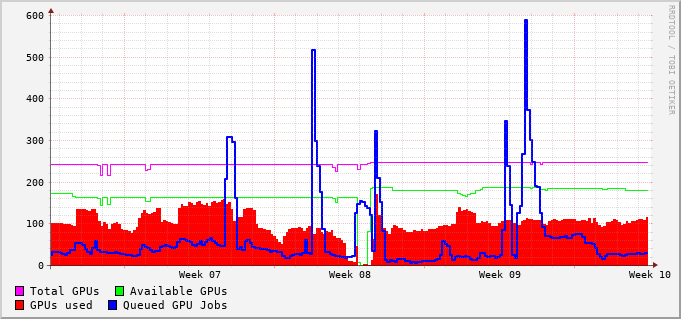 600
500
400
300
200
100
0
Week 07 Week 08 Week 09 Week 10
Total GPUs Available GPUs
GPUs used Queued GPU Jobs
RRDTOOL / TOBI OETIKER